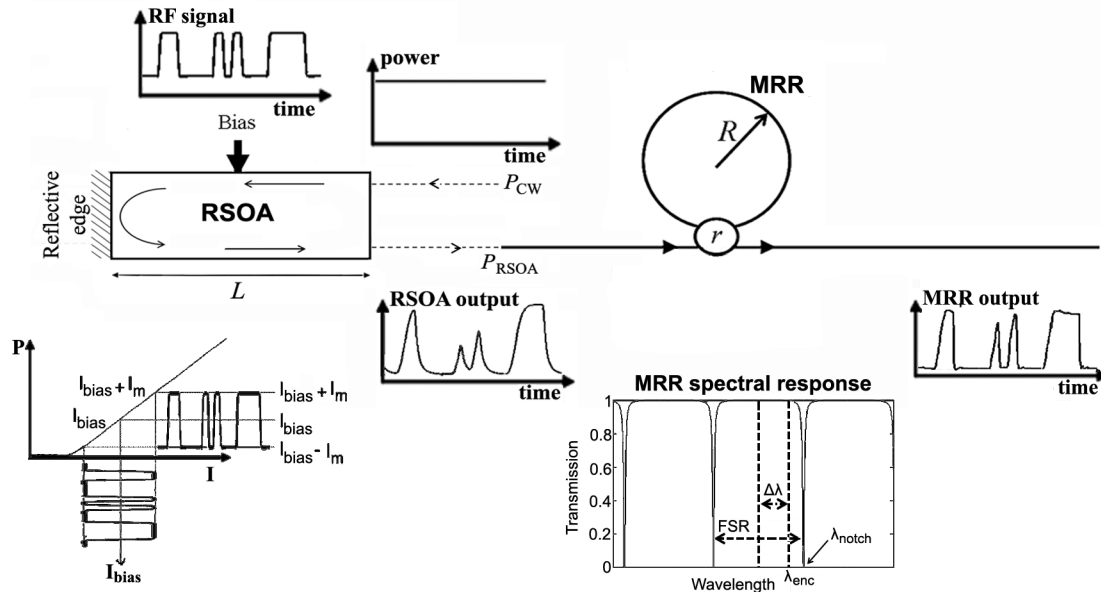 RF signal
time
Bias
power
time
P_CW
Reflective
edge
RSOA
P_RSOA
L
MRR
R
r
RSOA output
time
MRR output
time
P
I_bias + I_m
I_bias
I_bias + I_m
I_bias
I_bias - I_m
I
I_bias
MRR spectral response
Transmission
1
0.8
0.6
0.4
0.2
0
Δλ
FSR
λ_notch
Wavelength
λ_enc